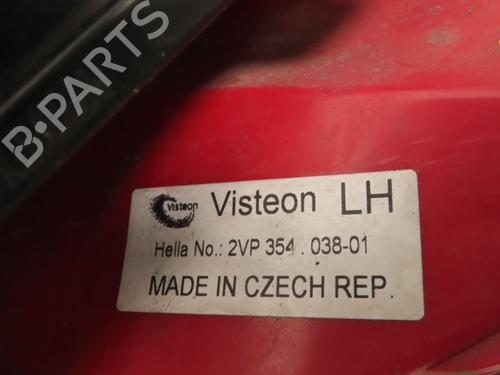 B-PARTS
Visteon Visteon LH
Hella No.: 2VP 354 . 038-01
MADE IN CZECH REP.